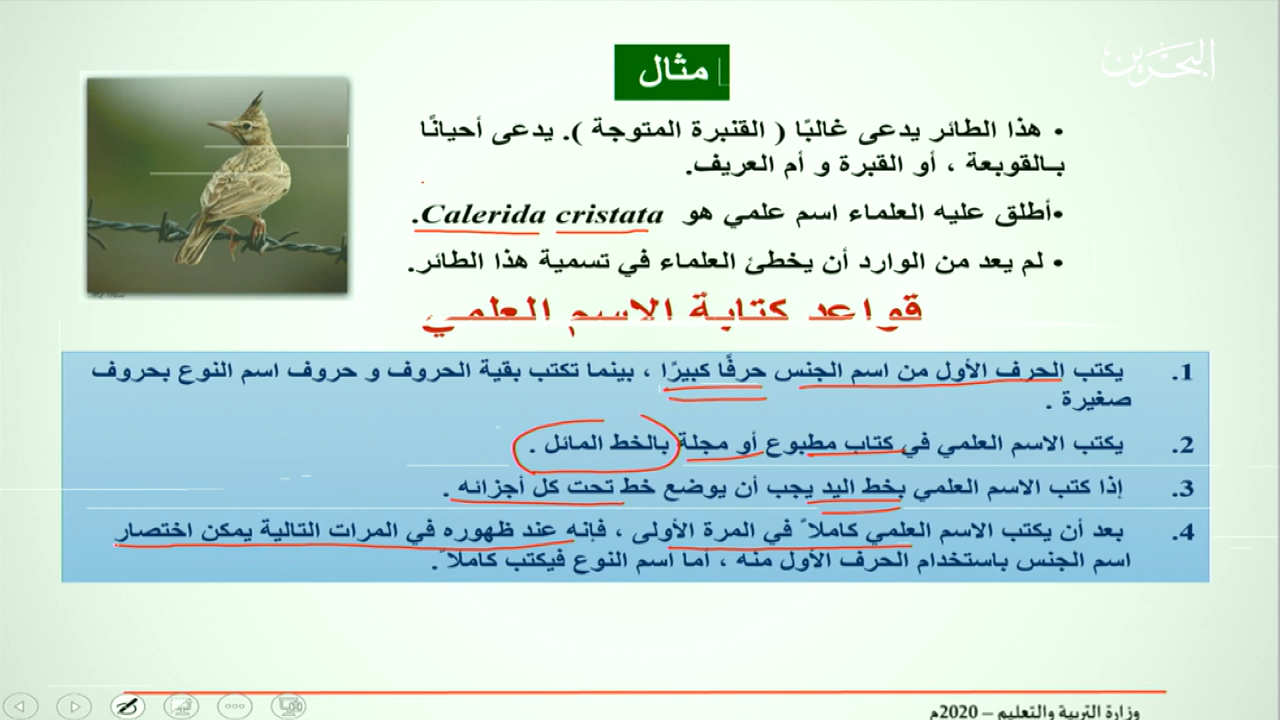 البحرين
مثال
• هذا الطائر يدعى غالبًا ( القنبرة المتوجة ). يدعى أحيانًا
بالقوبعة ، أو القبرة و أم العريف.
•أطلق عليه العلماء اسم علمي هو Calerida cristata.
• لم يعد من الوارد أن يخطئ العلماء في تسمية هذا الطائر.
قواعد كتابة الاسم العلمي
1. يكتب الحرف الأول من اسم الجنس حرفًا كبيرًا ، بينما تكتب بقية الحروف و حروف اسم النوع بحروف
صغيرة .
2. يكتب الاسم العلمي في كتاب مطبوع أو مجلة بالخط المائل .
3. إذا كتب الاسم العلمي بخط اليد يجب أن يوضع خط تحت كل أجزائه .
4. بعد أن يكتب الاسم العلمي كاملاً في المرة الأولى ، فإنه عند ظهوره في المرات التالية يمكن اختصار
اسم الجنس باستخدام الحرف الأول منه ، أما اسم النوع فيكتب كاملاً .
وزارة التربية والتعليم – 2020م